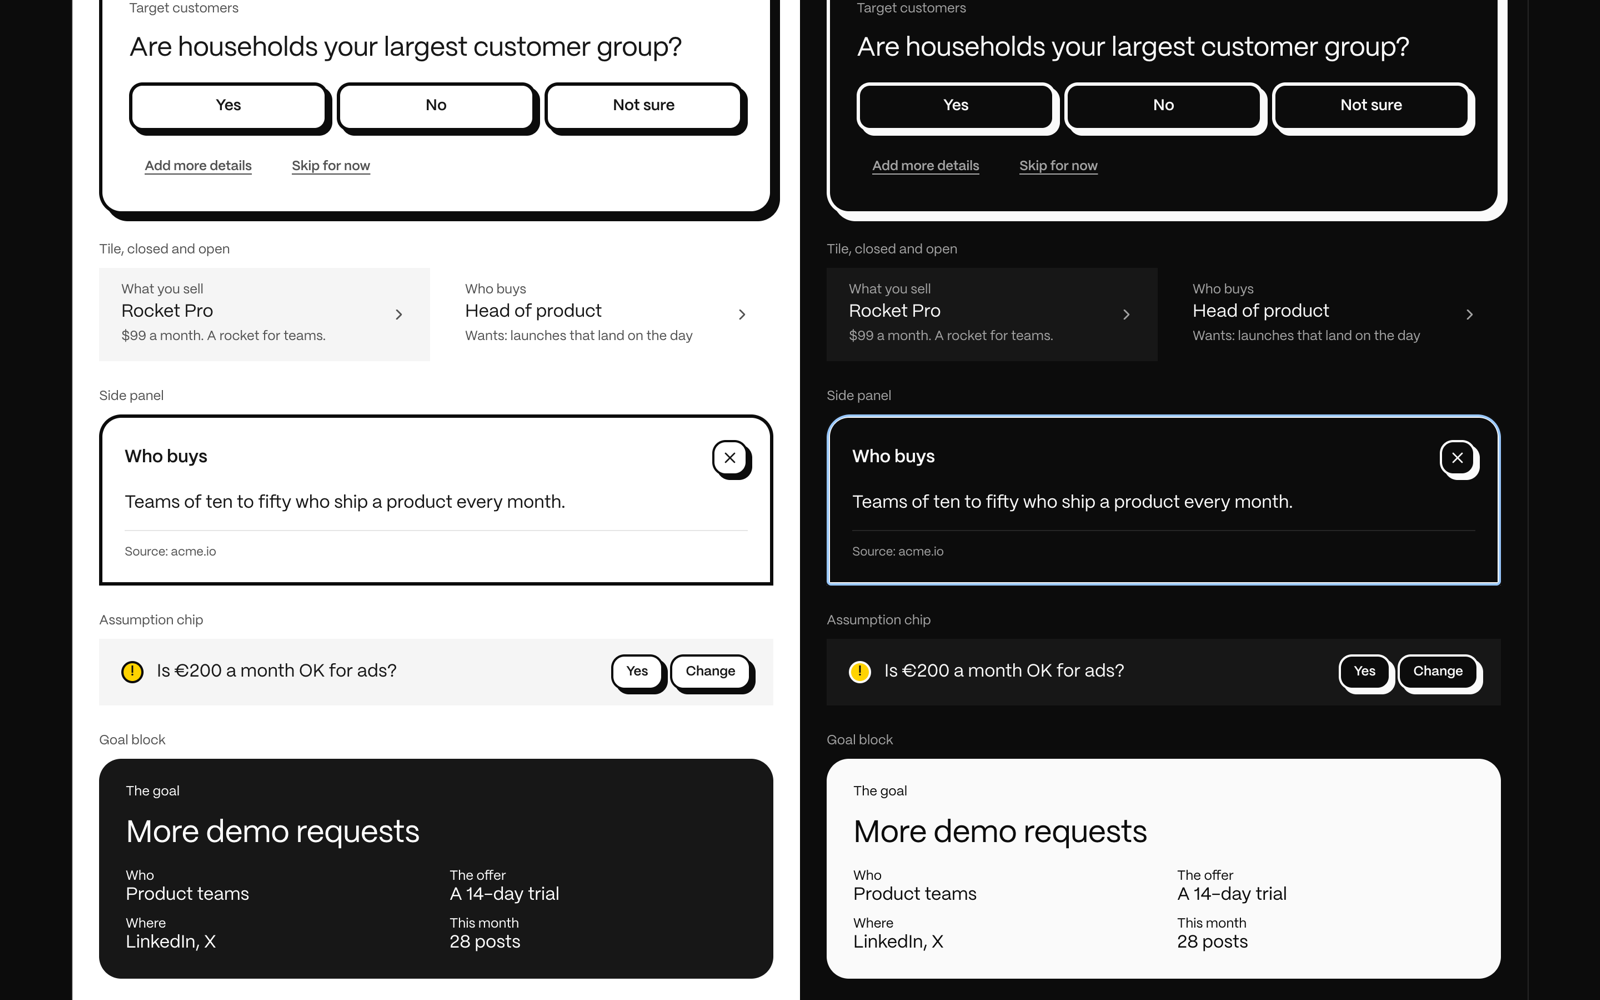 Target customers
Are households your largest customer group?
Yes
No
Not sure
Add more details
Skip for now
Tile, closed and open
What you sell
Rocket Pro
$99 a month. A rocket for teams.
Who buys
Head of product
Wants: launches that land on the day
Side panel
Who buys
Teams of ten to fifty who ship a product every month.
Source: acme.io
Assumption chip
! Is €200 a month OK for ads?
Yes
Change
Goal block
The goal
More demo requests
Who
Product teams
The offer
A 14-day trial
Where
LinkedIn, X
This month
28 posts
Target customers
Are households your largest customer group?
Yes
No
Not sure
Add more details
Skip for now
Tile, closed and open
What you sell
Rocket Pro
$99 a month. A rocket for teams.
Who buys
Head of product
Wants: launches that land on the day
Side panel
Who buys
Teams of ten to fifty who ship a product every month.
Source: acme.io
Assumption chip
! Is €200 a month OK for ads?
Yes
Change
Goal block
The goal
More demo requests
Who
Product teams
The offer
A 14-day trial
Where
LinkedIn, X
This month
28 posts